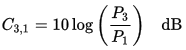 C_{3,1} = 10 log (P_3 / P_1) dB